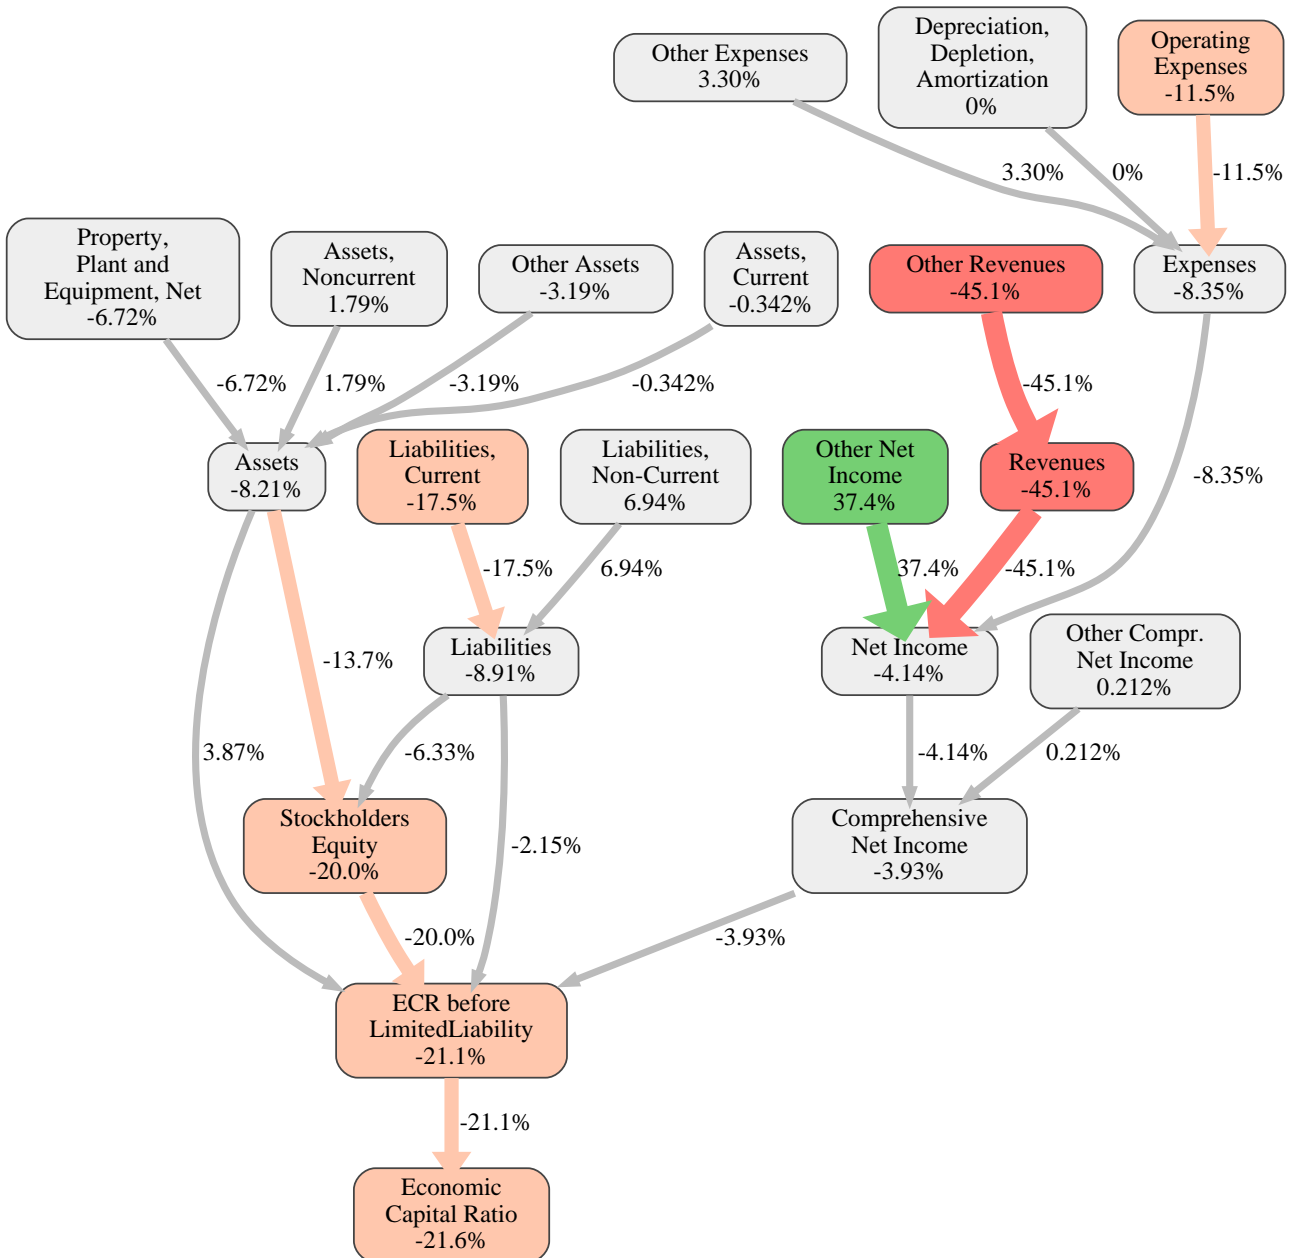 Other Expenses
3.30%
Depreciation,
Depletion,
Amortization
0%
Operating
Expenses
-11.5%
3.30%
0%
-11.5%
Property,
Plant and
Equipment, Net
-6.72%
Assets,
Noncurrent
1.79%
Other Assets
-3.19%
Assets,
Current
-0.342%
Other Revenues
-45.1%
Expenses
-8.35%
-6.72%
1.79%
-3.19%
-0.342%
-45.1%
Assets
-8.21%
Liabilities,
Current
-17.5%
Liabilities,
Non-Current
6.94%
Other Net
Income
37.4%
Revenues
-45.1%
-8.35%
-17.5%
6.94%
37.4%
-45.1%
-13.7%
Liabilities
-8.91%
Net Income
-4.14%
Other Compr.
Net Income
0.212%
3.87%
-6.33%
-4.14%
0.212%
Stockholders
Equity
-20.0%
-2.15%
Comprehensive
Net Income
-3.93%
-20.0%
-3.93%
ECR before
LimitedLiability
-21.1%
-21.1%
Economic
Capital Ratio
-21.6%